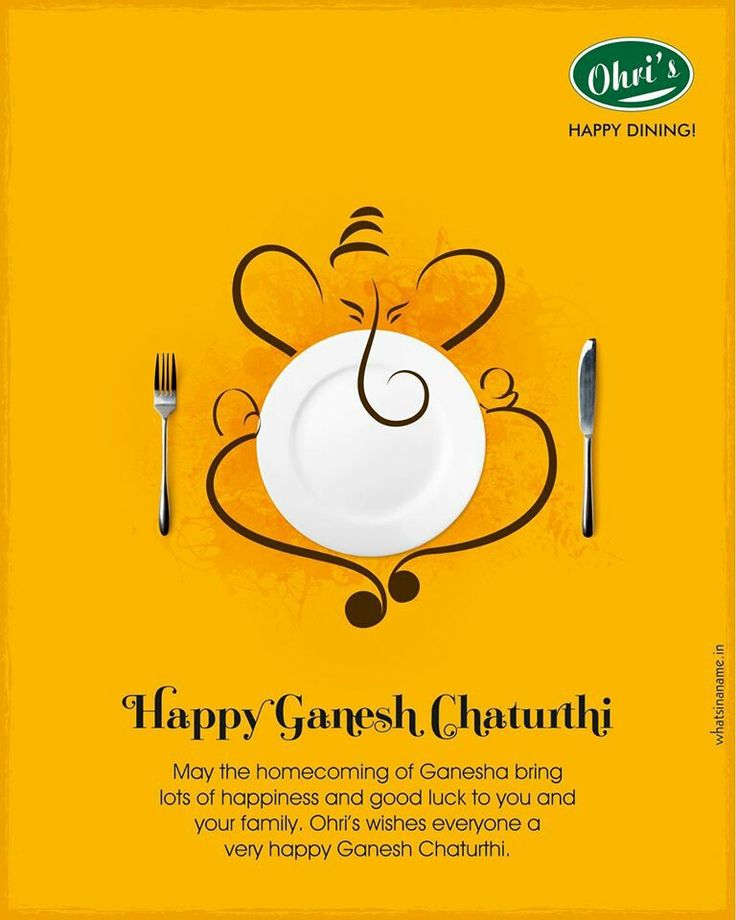 Ohri's
HAPPY DINING!
whatsinaname.in
Happy Ganesh Chaturthi
May the homecoming of Ganesha bring
lots of happiness and good luck to you and
your family. Ohri's wishes everyone a
very happy Ganesh Chaturthi.